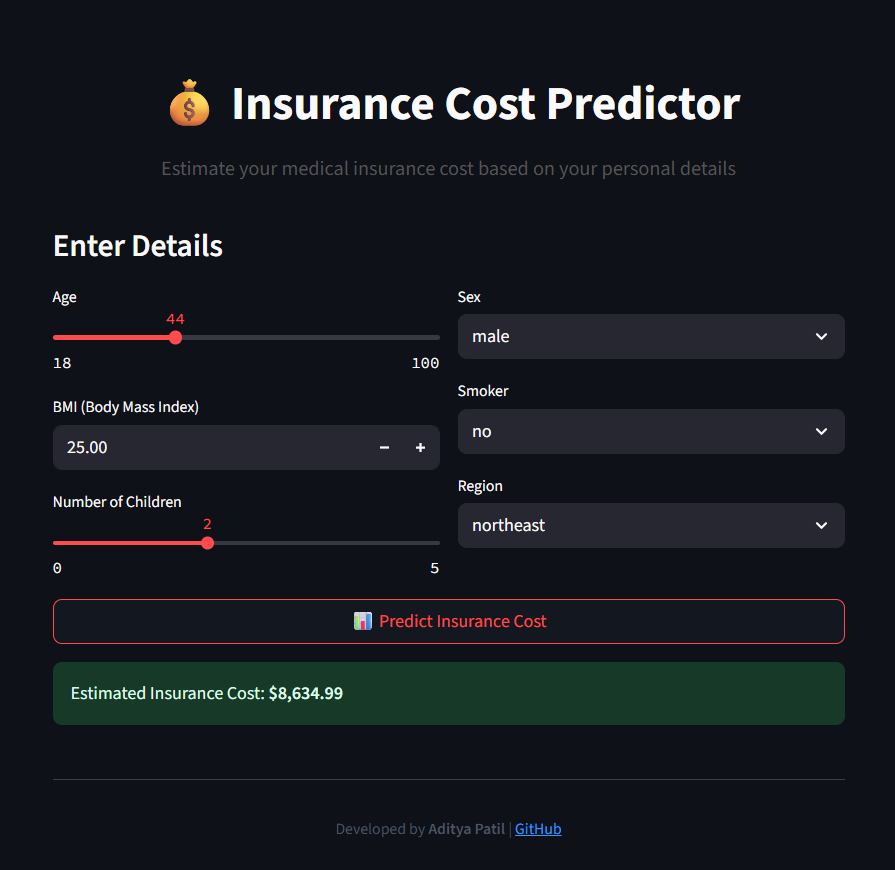 Insurance Cost Predictor
Estimate your medical insurance cost based on your personal details
Enter Details
Age
44
18 100
BMI (Body Mass Index)
25.00
Number of Children
2
0 5
Sex
male
Smoker
no
Region
northeast
Predict Insurance Cost
Estimated Insurance Cost: $8,634.99
Developed by Aditya Patil | GitHub